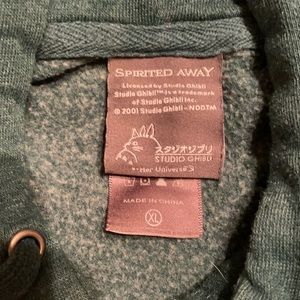 SPIRITED AWAY
Licensed by Studio Ghibli
Studio Ghibli™ is a trademark
of Studio Ghibli Inc.
© 2001 Studio Ghibli - NDDTM
スタジオジブリ
STUDIO GHIBLI
Universe
MADE IN CHINA
XL